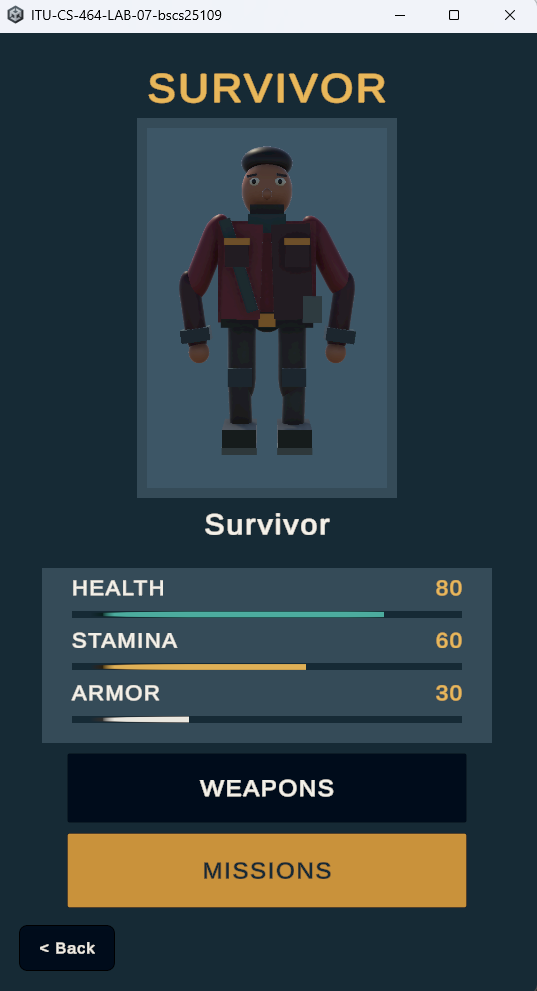 ITU-CS-464-LAB-07-bscs25109
SURVIVOR
Survivor
HEALTH 80
STAMINA 60
ARMOR 30
WEAPONS
MISSIONS
< Back